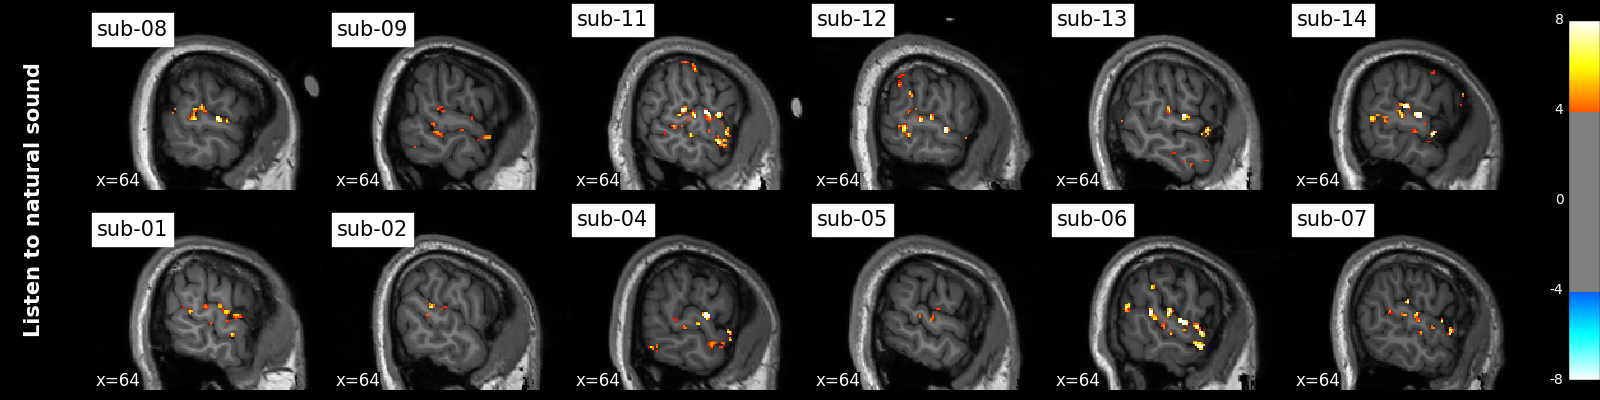 Listen to natural sound
sub-08 sub-09 sub-11 sub-12 sub-13 sub-14
x=64 x=64 x=64 x=64 x=64 x=64
sub-01 sub-02 sub-04 sub-05 sub-06 sub-07
x=64 x=64 x=64 x=64 x=64 x=64
8
4
0
-4
-8